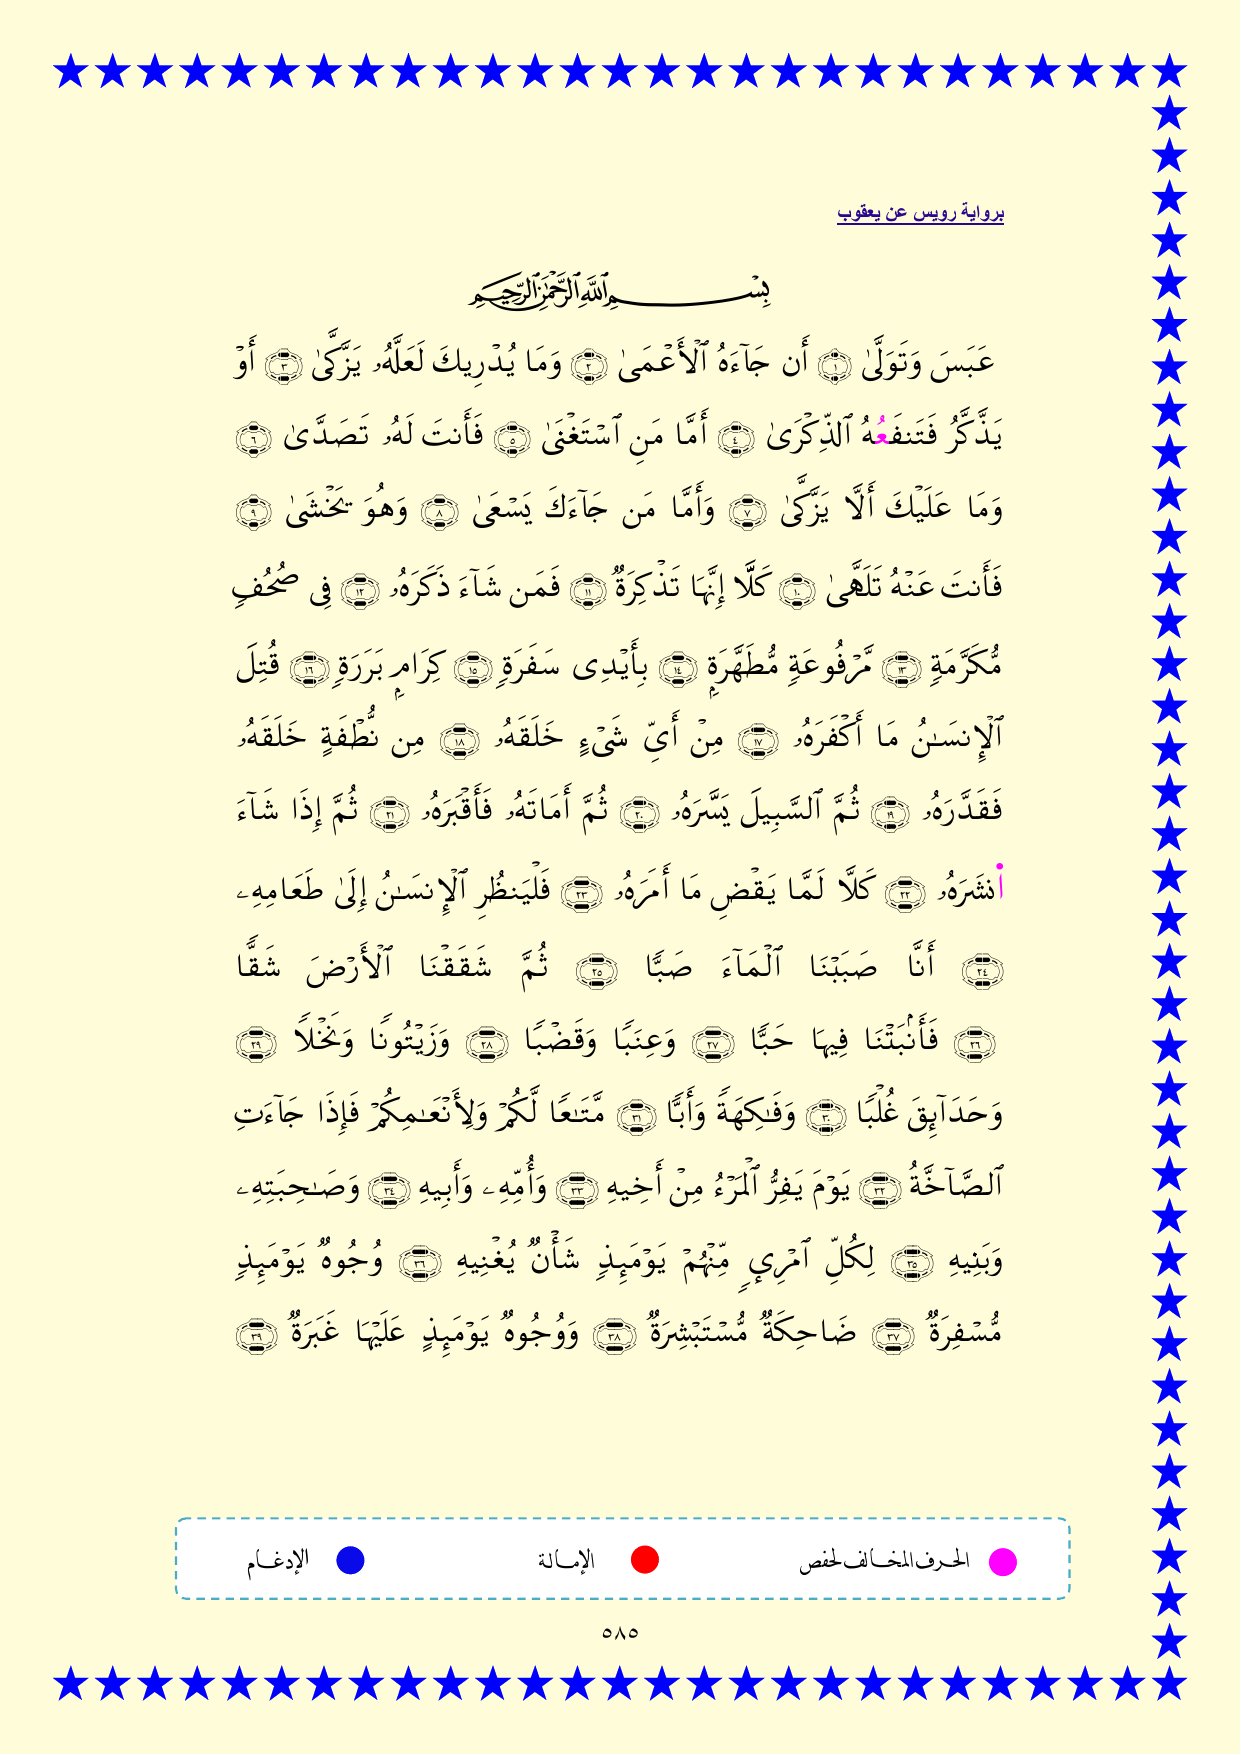 برواية رويس عن يعقوب
بِسْمِ ٱللَّهِ ٱلرَّحْمَٰنِ ٱلرَّحِيمِ
عَبَسَ وَتَوَلَّىٰ ١ أَن جَآءَهُ ٱلْأَعْمَىٰ ٢ وَمَا يُدْرِيكَ لَعَلَّهُۥ يَزَّكَّىٰ ٣ أَوْ
يَذَّكَّرُ فَتَنفَعُهُ ٱلذِّكْرَىٰ ٤ أَمَّا مَنِ ٱسْتَغْنَىٰ ٥ فَأَنتَ لَهُۥ تَصَدَّىٰ ٦
وَمَا عَلَيْكَ أَلَّا يَزَّكَّىٰ ٧ وَأَمَّا مَن جَآءَكَ يَسْعَىٰ ٨ وَهُوَ يَخْشَىٰ ٩
فَأَنتَ عَنْهُ تَلَهَّىٰ ١٠ كَلَّا إِنَّهَا تَذْكِرَةٌ ١١ فَمَن شَآءَ ذَكَرَهُۥ ١٢ فِى صُحُفٍ
مُّكَرَّمَةٍ ١٣ مَّرْفُوعَةٍ مُّطَهَّرَةٍۭ ١٤ بِأَيْدِى سَفَرَةٍ ١٥ كِرَامٍۭ بَرَرَةٍ ١٦ قُتِلَ
ٱلْإِنسَـٰنُ مَا أَكْفَرَهُۥ ١٧ مِنْ أَىِّ شَىْءٍ خَلَقَهُۥ ١٨ مِن نُّطْفَةٍ خَلَقَهُۥ
فَقَدَّرَهُۥ ١٩ ثُمَّ ٱلسَّبِيلَ يَسَّرَهُۥ ٢٠ ثُمَّ أَمَاتَهُۥ فَأَقْبَرَهُۥ ٢١ ثُمَّ إِذَا شَآءَ
اْنشَرَهُۥ ٢٢ كَلَّا لَمَّا يَقْضِ مَا أَمَرَهُۥ ٢٣ فَلْيَنظُرِ ٱلْإِنسَـٰنُ إِلَىٰ طَعَامِهِۦ
٢٤ أَنَّا صَبَبْنَا ٱلْمَآءَ صَبًّا ٢٥ ثُمَّ شَقَقْنَا ٱلْأَرْضَ شَقًّا
٢٦ فَأَنۢبَتْنَا فِيهَا حَبًّا ٢٧ وَعِنَبًا وَقَضْبًا ٢٨ وَزَيْتُونًا وَنَخْلًا ٢٩
وَحَدَآئِقَ غُلْبًا ٣٠ وَفَـٰكِهَةً وَأَبًّا ٣١ مَّتَـٰعًا لَّكُمْ وَلِأَنْعَـٰمِكُمْ فَإِذَا جَآءَتِ
ٱلصَّآخَّةُ ٣٢ يَوْمَ يَفِرُّ ٱلْمَرْءُ مِنْ أَخِيهِ ٣٣ وَأُمِّهِۦ وَأَبِيهِ ٣٤ وَصَـٰحِبَتِهِۦ
وَبَنِيهِ ٣٥ لِكُلِّ ٱمْرِىٍٕ مِّنْهُمْ يَوْمَئِذٍ شَأْنٌ يُغْنِيهِ ٣٦ وُجُوهٌ يَوْمَئِذٍ
مُّسْفِرَةٌ ٣٧ ضَاحِكَةٌ مُّسْتَبْشِرَةٌ ٣٨ وَوُجُوهٌ يَوْمَئِذٍ عَلَيْهَا غَبَرَةٌ ٣٩
الحرف المخالف لحفص الإمالة الإدغام
٥٨٥